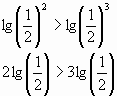 lg(1/2)² > lg(1/2)³
2lg(1/2) > 3lg(1/2)